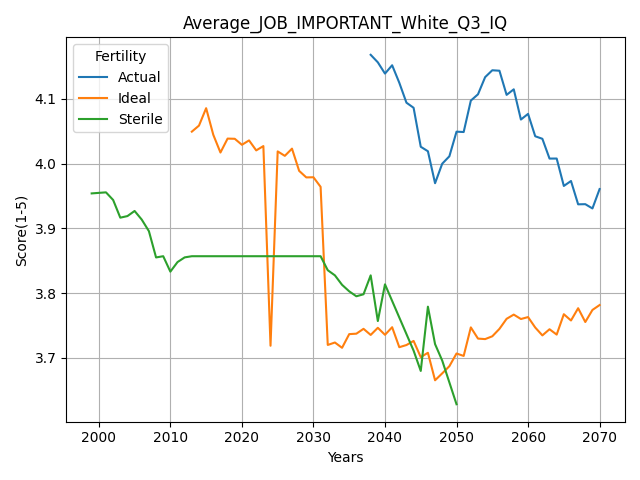 Average_JOB_IMPORTANT_White_Q3_IQ
Fertility
Actual
Ideal
Sterile
Score(1-5)
4.1
4.0
3.9
3.8
3.7
2000 2010 2020 2030 2040 2050 2060 2070
Years